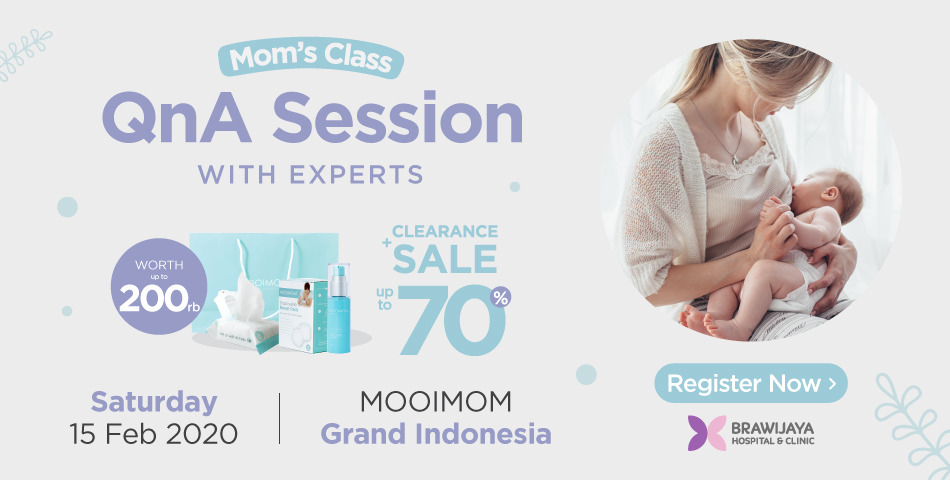 Mom's Class
QnA Session
WITH EXPERTS
WORTH
up to
200rb
+CLEARANCE
SALE
up to 70%
Saturday
15 Feb 2020
MOOIMOM
Grand Indonesia
Register Now >
BRAWIJAYA
HOSPITAL & CLINIC